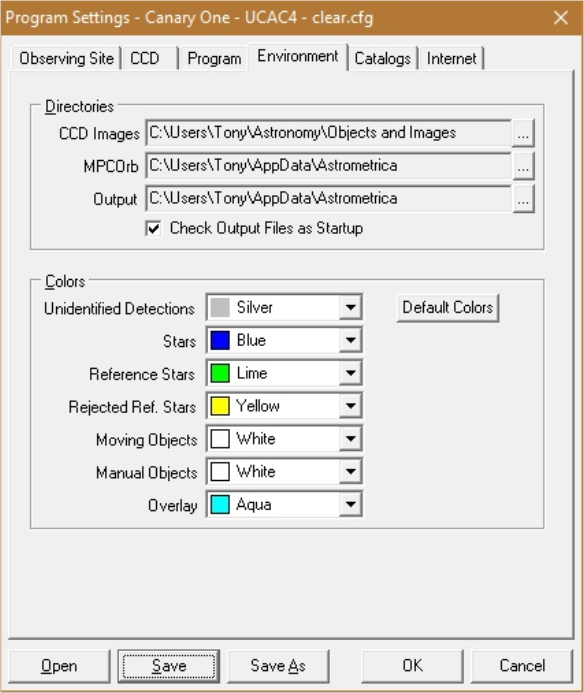 Program Settings - Canary One - UCAC4 - clear.cfg
Observing Site CCD Program Environment Catalogs Internet
Directories
CCD Images C:\Users\Tony\Astronomy\Objects and Images ...
MPCOrb C:\Users\Tony\AppData\Astrometrica ...
Output C:\Users\Tony\AppData\Astrometrica ...
Check Output Files as Startup
Colors
Unidentified Detections Silver Default Colors
Stars Blue
Reference Stars Lime
Rejected Ref. Stars Yellow
Moving Objects White
Manual Objects White
Overlay Aqua
Open Save Save As OK Cancel